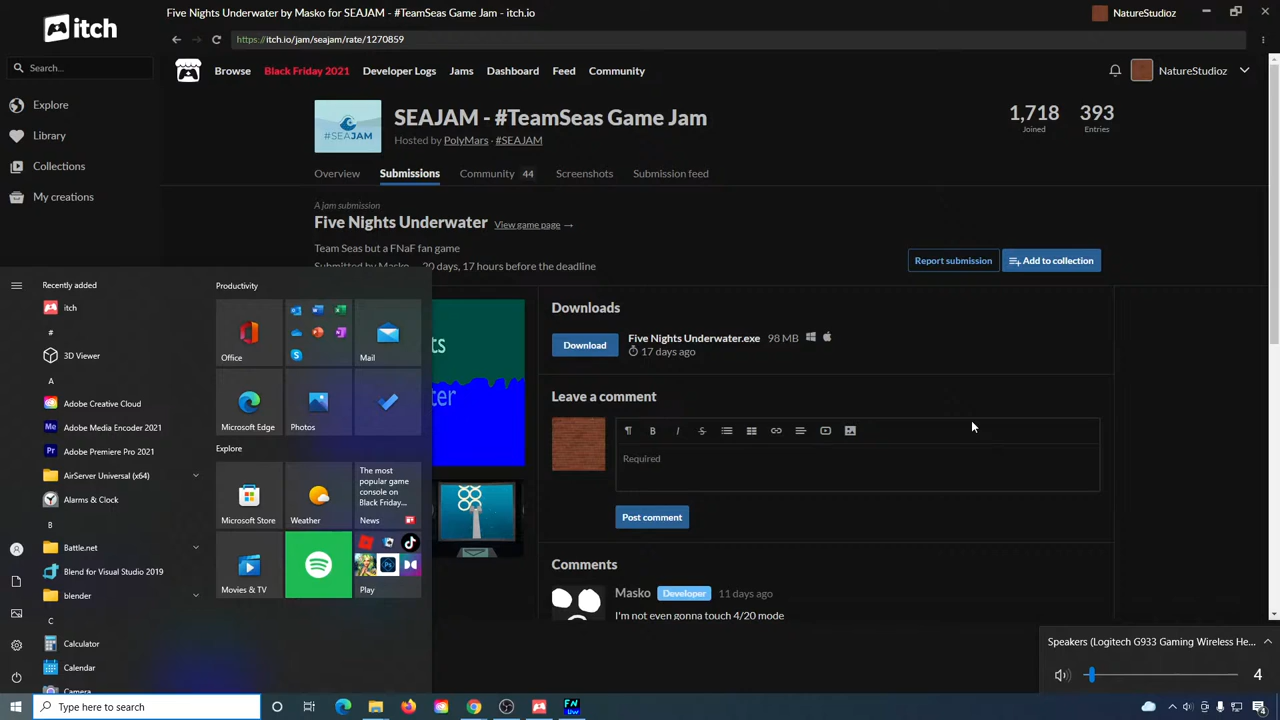 Five Nights Underwater by Masko for SEAJAM - #TeamSeas Game Jam - itch.io
NatureStudioz
itch
https://itch.io/jam/seajam/rate/1270859
Search...
Browse
Black Friday 2021
Developer Logs
Jams
Dashboard
Feed
Community
NatureStudioz
Explore
Library
Collections
My creations
#SEAJAM
SEAJAM - #TeamSeas Game Jam
Hosted by PolyMars · #SEAJAM
1,718
Joined
393
Entries
Overview
Submissions
Community 44
Screenshots
Submission feed
A jam submission
Five Nights Underwater View game page →
Team Seas but a FNaF fan game
Submitted by Masko — 20 days, 17 hours before the deadline
Report submission
Add to collection
Recently added
itch
#
3D Viewer
A
Adobe Creative Cloud
Adobe Media Encoder 2021
Adobe Premiere Pro 2021
AirServer Universal (x64)
Alarms & Clock
B
Battle.net
Blend for Visual Studio 2019
blender
C
Calculator
Calendar
Camera
Productivity
Office
Mail
Microsoft Edge
Photos
Explore
Microsoft Store
Weather
The most
popular game
console on
Black Friday...
News
Movies & TV
Play
Downloads
Download
Five Nights Underwater.exe 98 MB
17 days ago
Leave a comment
Required
Post comment
Comments
Masko Developer 11 days ago
I'm not even gonna touch 4/20 mode
Speakers (Logitech G933 Gaming Wireless He...
4
Type here to search